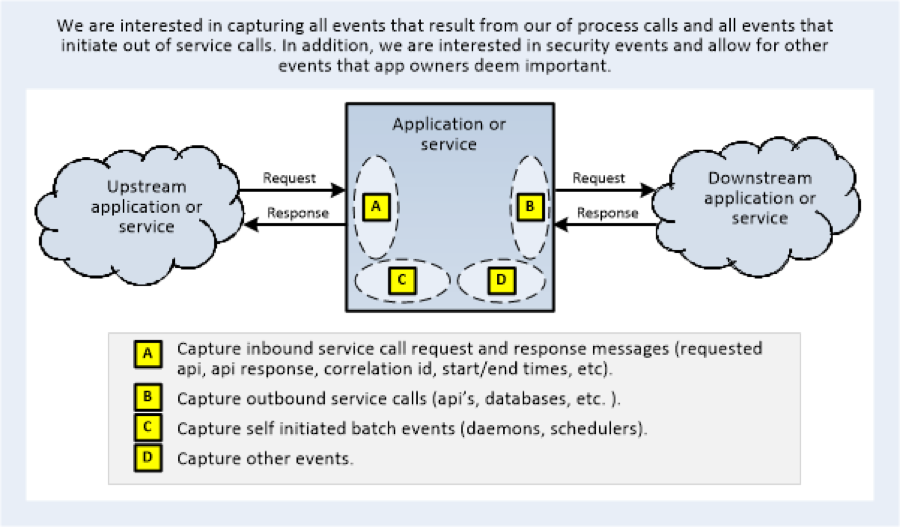 We are interested in capturing all events that result from our of process calls and all events that
initiate out of service calls. In addition, we are interested in security events and allow for other
events that app owners deem important.
Application or
service
Upstream
application or
service
Request
Response
A
B
C
D
Request
Response
Downstream
application or
service
A Capture inbound service call request and response messages (requested
api, api response, correlation id, start/end times, etc).
B Capture outbound service calls (api's, databases, etc. ).
C Capture self initiated batch events (daemons, schedulers).
D Capture other events.